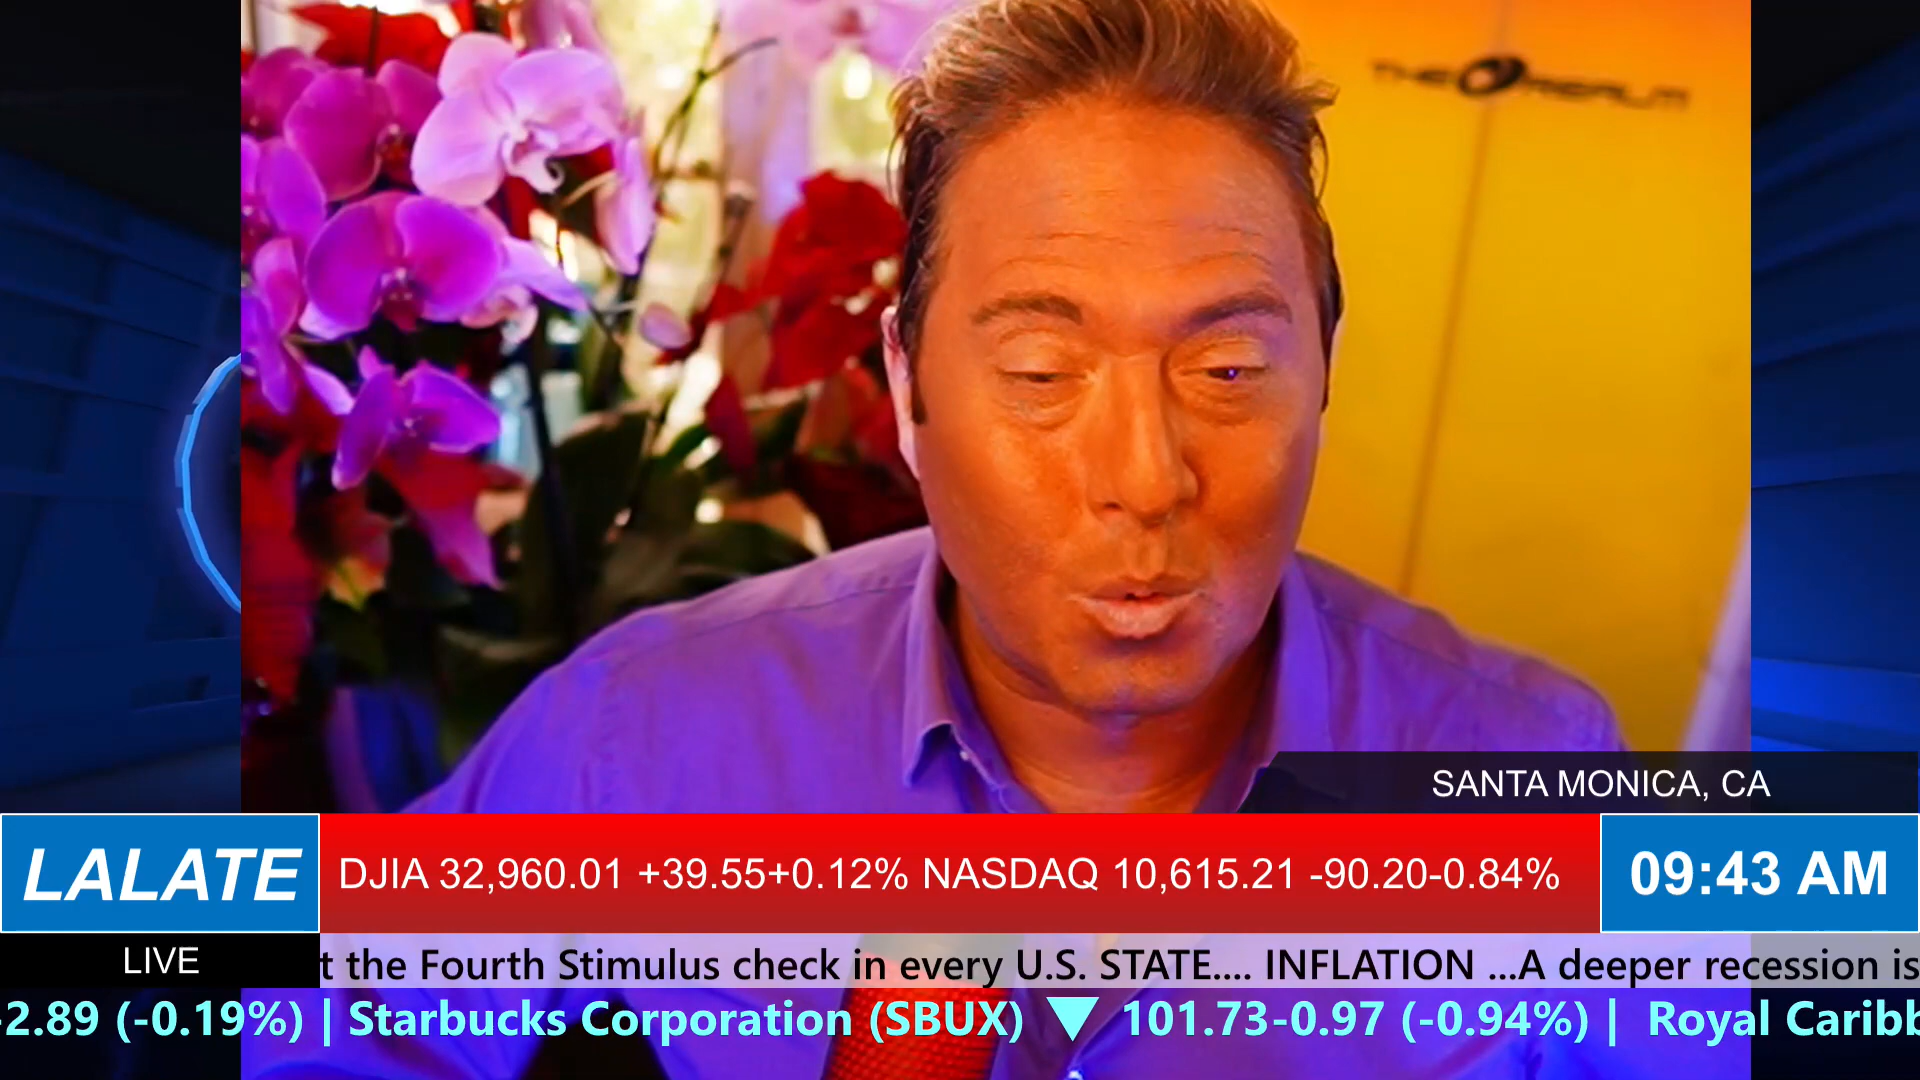 THE REALM
SANTA MONICA, CA
LALATE
DJIA 32,960.01 +39.55+0.12% NASDAQ 10,615.21 -90.20-0.84%
09:43 AM
LIVE
t the Fourth Stimulus check in every U.S. STATE.... INFLATION ...A deeper recession is
-2.89 (-0.19%) | Starbucks Corporation (SBUX) ▼ 101.73-0.97 (-0.94%) | Royal Caribb